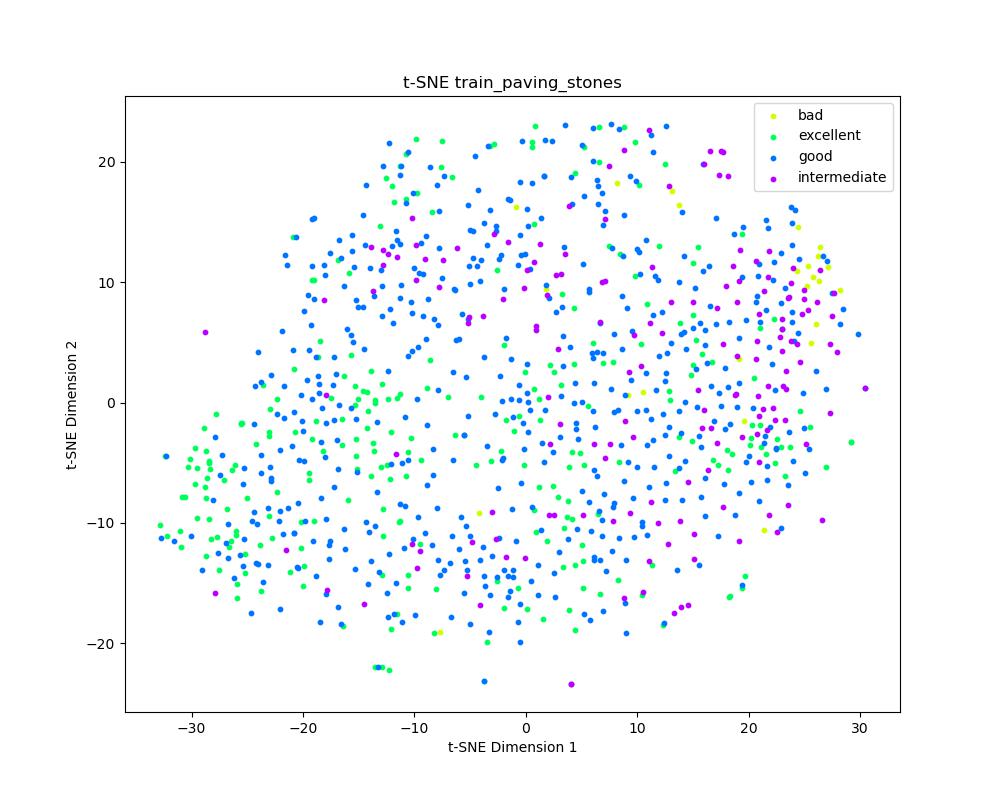 t-SNE train_paving_stones
bad
excellent
good
intermediate
20
10
0
−10
−20
t-SNE Dimension 2
−30
−20
−10
0
10
20
30
t-SNE Dimension 1